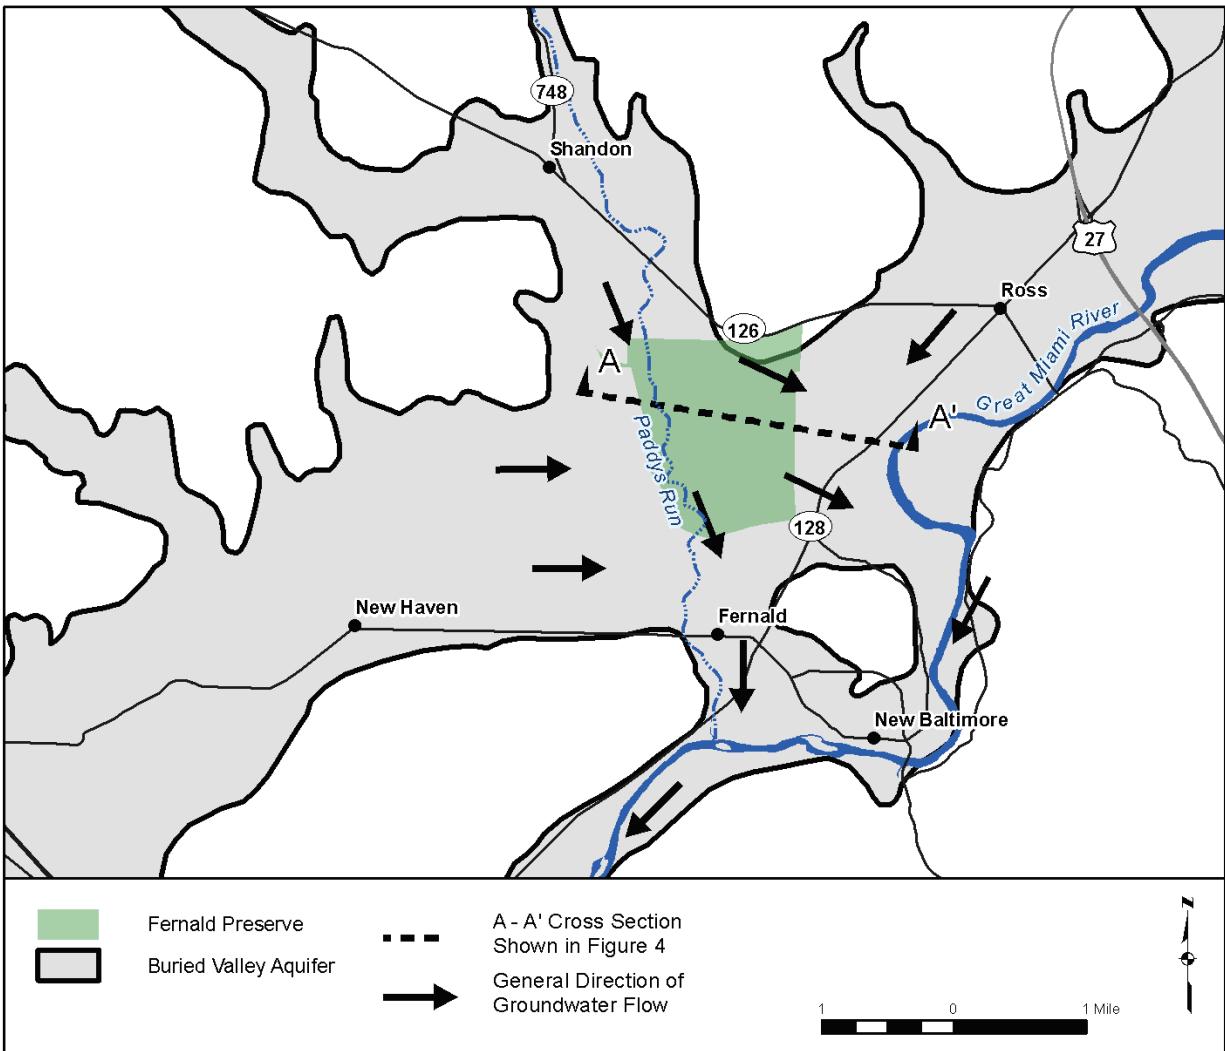 748
Shandon
27
Ross
126
Great Miami River
A
A'
Paddys Run
128
New Haven
Fernald
New Baltimore
Fernald Preserve
Buried Valley Aquifer
A - A' Cross Section
Shown in Figure 4
General Direction of
Groundwater Flow
N
1 0 1 Mile